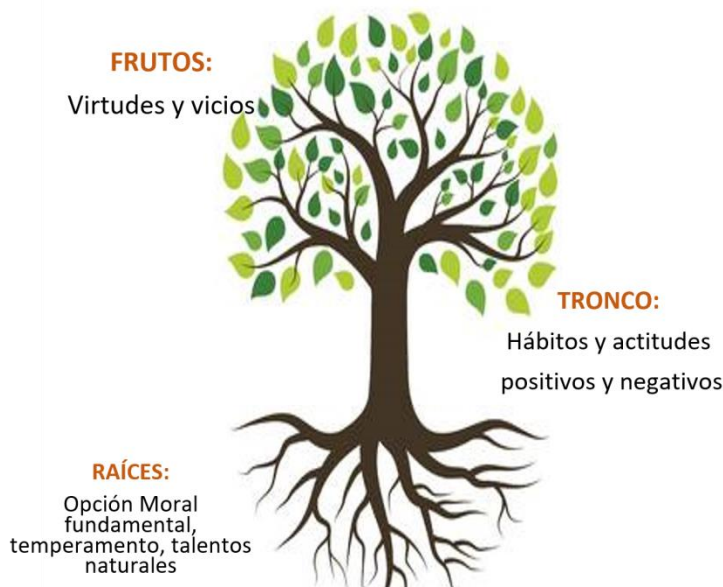 FRUTOS:
Virtudes y vicios
TRONCO:
Hábitos y actitudes
positivos y negativos
RAÍCES:
Opción Moral
fundamental,
temperamento, talentos
naturales